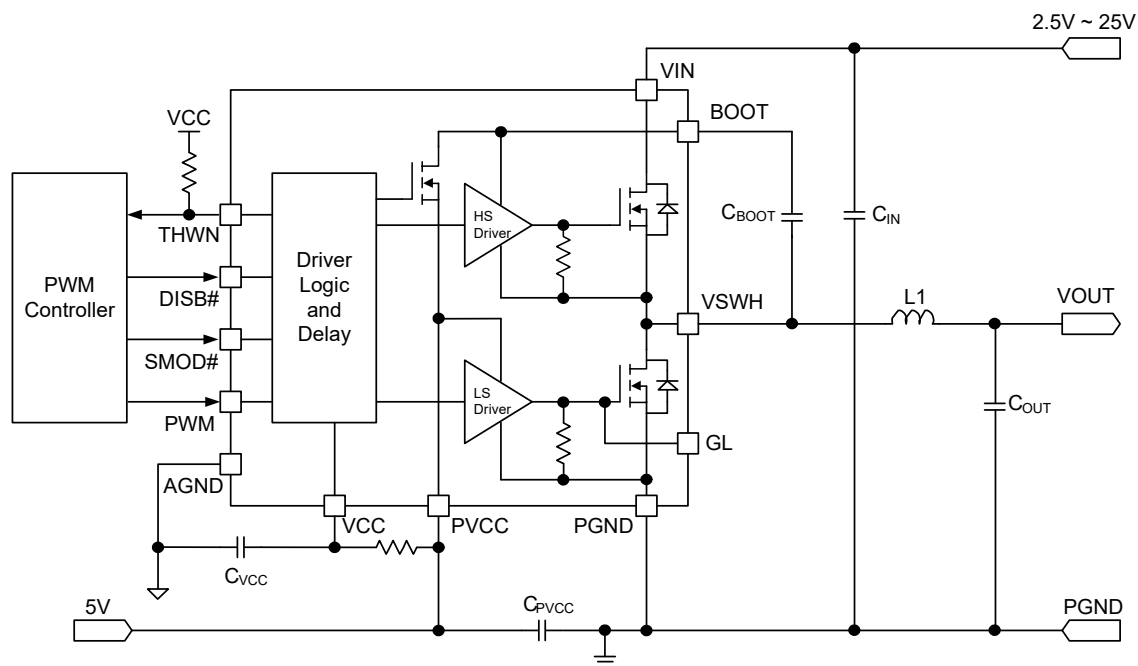 2.5V ~ 25V
VIN
BOOT
VCC
THWN
DISB#
SMOD#
PWM
AGND
PWM
Controller
Driver
Logic
and
Delay
HS
Driver
LS
Driver
CBOOT
CIN
VSWH
L1
VOUT
COUT
GL
VCC
PVCC
PGND
CVCC
5V
CPVCC
PGND